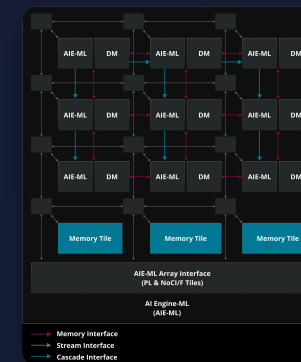 AIE-ML DM AIE-ML DM AIE-ML DM
AIE-ML DM AIE-ML DM AIE-ML DM
AIE-ML DM AIE-ML DM AIE-ML DM
Memory Tile Memory Tile Memory Tile
AIE-ML Array Interface
(PL & NoCI/F Tiles)
AI Engine-ML
(AIE-ML)
Memory Interface
Stream Interface
Cascade Interface